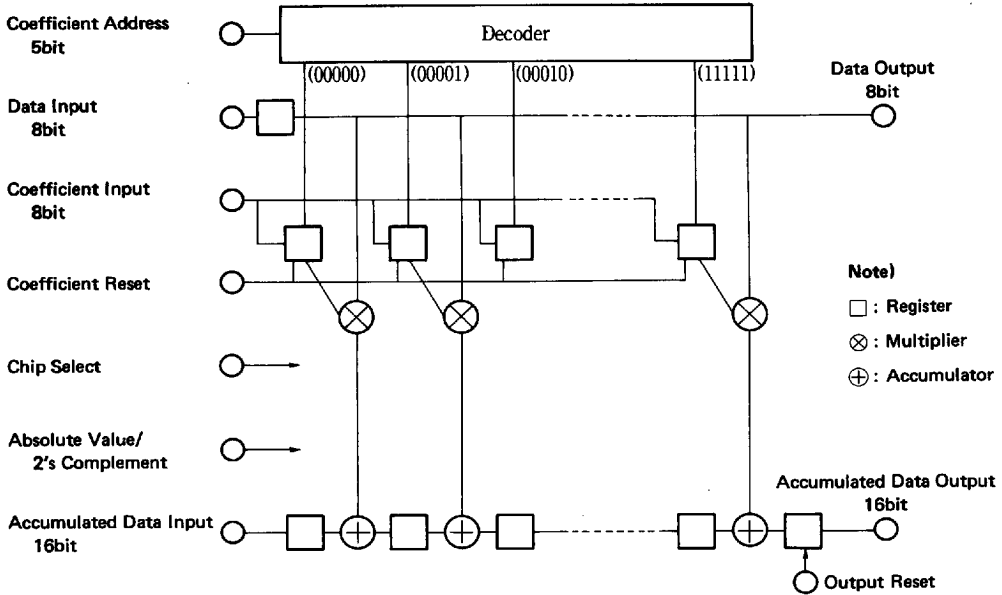 Coefficient Address
5bit
Decoder
(00000)
(00001)
(00010)
(11111)
Data Output
8bit
Data Input
8bit
Coefficient Input
8bit
Coefficient Reset
Note)
: Register
: Multiplier
: Accumulator
Chip Select
Absolute Value/
2's Complement
Accumulated Data Output
16bit
Accumulated Data Input
16bit
Output Reset